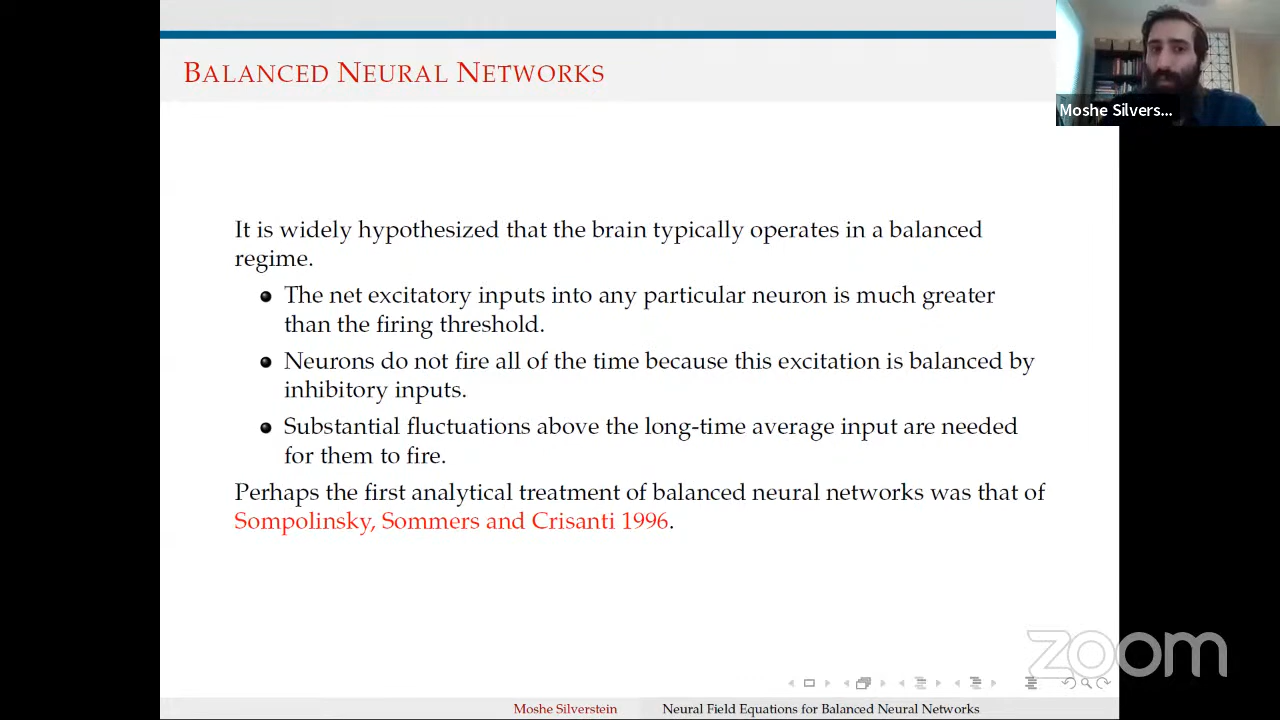 BALANCED NEURAL NETWORKS
Moshe Silvers...
It is widely hypothesized that the brain typically operates in a balanced
regime.
The net excitatory inputs into any particular neuron is much greater
than the firing threshold.
Neurons do not fire all of the time because this excitation is balanced by
inhibitory inputs.
Substantial fluctuations above the long-time average input are needed
for them to fire.
Perhaps the first analytical treatment of balanced neural networks was that of
Sompolinsky, Sommers and Crisanti 1996.
zoom
Moshe Silverstein Neural Field Equations for Balanced Neural Networks